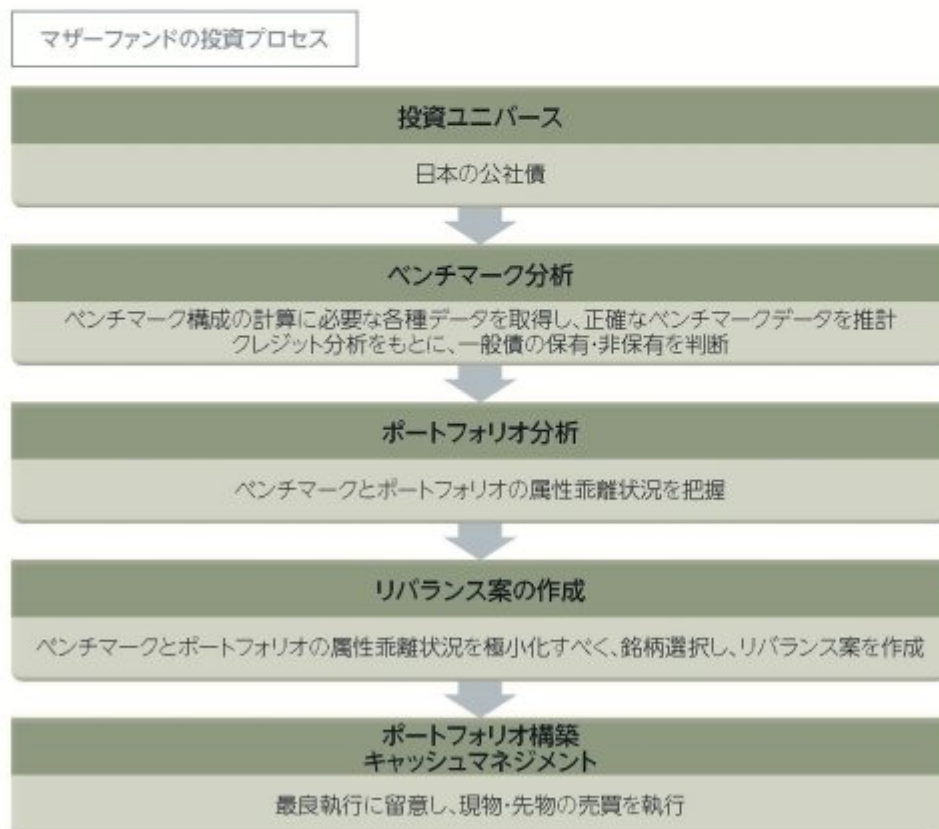 マザーファンドの投資プロセス
投資ユニバース
日本の公社債
ベンチマーク分析
ベンチマーク構成の計算に必要な各種データを取得し、正確なベンチマークデータを推計
クレジット分析をもとに、一般債の保有・非保有を判断
ポートフォリオ分析
ベンチマークとポートフォリオの属性乖離状況を把握
リバランス案の作成
ベンチマークとポートフォリオの属性乖離状況を極小化すべく、銘柄選択し、リバランス案を作成
ポートフォリオ構築
キャッシュマネジメント
最良執行に留意し、現物・先物の売買を執行